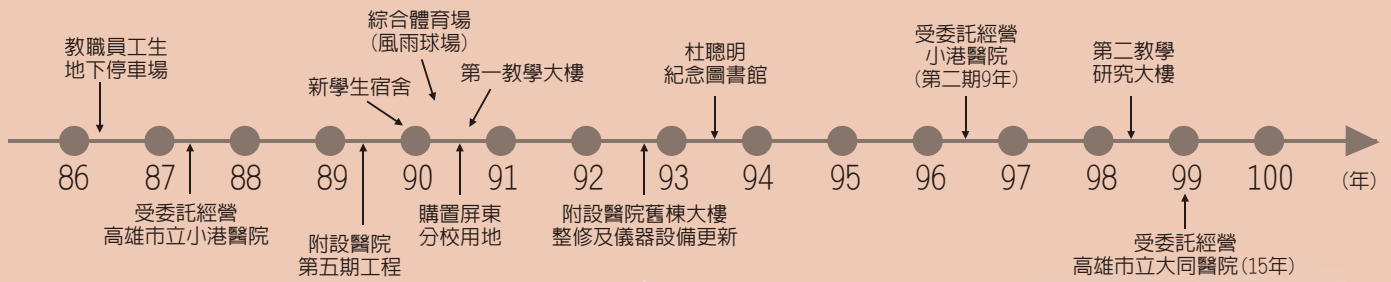 教職員工生
地下停車場
新學生宿舍
綜合體育場
(風雨球場)
第一教學大樓
杜聰明
紀念圖書館
受委託經營
小港醫院
(第二期9年)
第二教學
研究大樓
86 87 88 89 90 91 92 93 94 95 96 97 98 99 100 (年)
受委託經營
高雄市立小港醫院
附設醫院
第五期工程
購置屏東
分校用地
附設醫院舊棟大樓
整修及儀器設備更新
受委託經營
高雄市立大同醫院(15年)